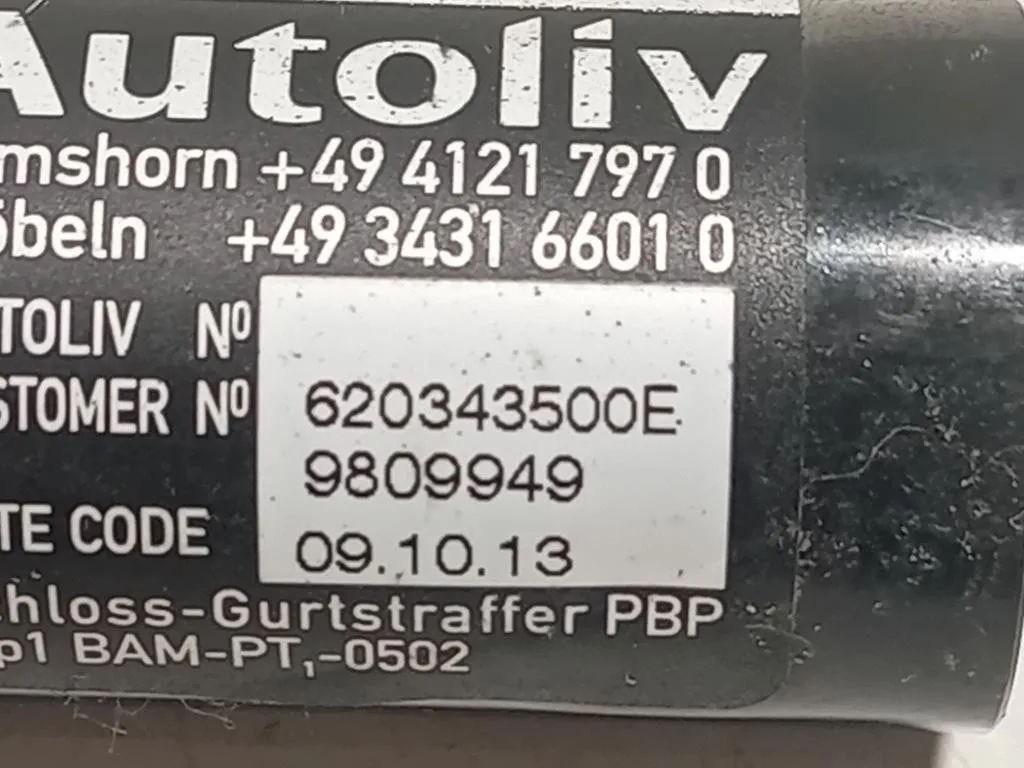 Autoliv
mshorn +49 4121 797 0
öbeln +49 3431 6601 0
TOLIV Nº
STOMER Nº 620343500E
9809949
TE CODE 09.10.13
chloss-Gurtstraffer PBP
p1 BAM-PT,-0502